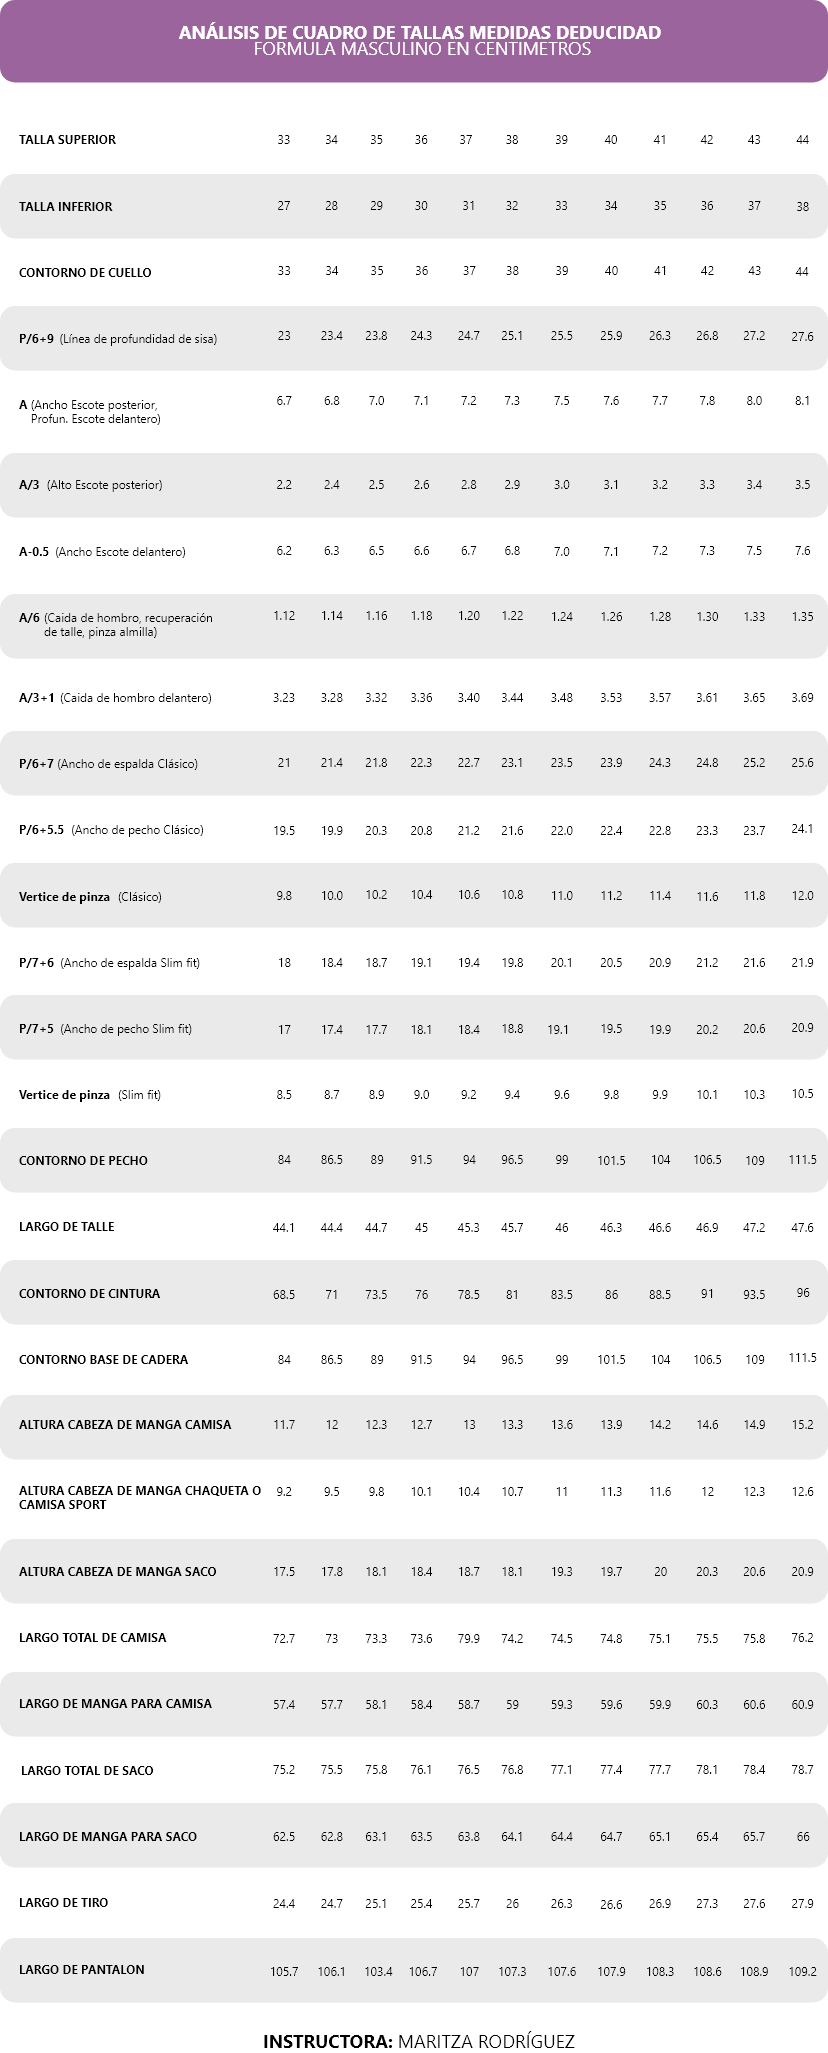 ANÁLISIS DE CUADRO DE TALLAS MEDIDAS DEDUCIDAD
FORMULA MASCULINO EN CENTIMETROS
TALLA SUPERIOR 33 34 35 36 37 38 39 40 41 42 43 44
TALLA INFERIOR 27 28 29 30 31 32 33 34 35 36 37 38
CONTORNO DE CUELLO 33 34 35 36 37 38 39 40 41 42 43 44
P/6+9 (Línea de profundidad de sisa) 23 23.4 23.8 24.3 24.7 25.1 25.5 25.9 26.3 26.8 27.2 27.6
A (Ancho Escote posterior, 6.7 6.8 7.0 7.1 7.2 7.3 7.5 7.6 7.7 7.8 8.0 8.1
Profun. Escote delantero)
A/3 (Alto Escote posterior) 2.2 2.4 2.5 2.6 2.8 2.9 3.0 3.1 3.2 3.3 3.4 3.5
A-0.5 (Ancho Escote delantero) 6.2 6.3 6.5 6.6 6.7 6.8 7.0 7.1 7.2 7.3 7.5 7.6
A/6 (Caida de hombro, recuperación 1.12 1.14 1.16 1.18 1.20 1.22 1.24 1.26 1.28 1.30 1.33 1.35
de talle, pinza almilla)
A/3+1 (Caida de hombro delantero) 3.23 3.28 3.32 3.36 3.40 3.44 3.48 3.53 3.57 3.61 3.65 3.69
P/6+7 (Ancho de espalda Clásico) 21 21.4 21.8 22.3 22.7 23.1 23.5 23.9 24.3 24.8 25.2 25.6
P/6+5.5 (Ancho de pecho Clásico) 19.5 19.9 20.3 20.8 21.2 21.6 22.0 22.4 22.8 23.3 23.7 24.1
Vertice de pinza (Clásico) 9.8 10.0 10.2 10.4 10.6 10.8 11.0 11.2 11.4 11.6 11.8 12.0
P/7+6 (Ancho de espalda Slim fit) 18 18.4 18.7 19.1 19.4 19.8 20.1 20.5 20.9 21.2 21.6 21.9
P/7+5 (Ancho de pecho Slim fit) 17 17.4 17.7 18.1 18.4 18.8 19.1 19.5 19.9 20.2 20.6 20.9
Vertice de pinza (Slim fit) 8.5 8.7 8.9 9.0 9.2 9.4 9.6 9.8 9.9 10.1 10.3 10.5
CONTORNO DE PECHO 84 86.5 89 91.5 94 96.5 99 101.5 104 106.5 109 111.5
LARGO DE TALLE 44.1 44.4 44.7 45 45.3 45.7 46 46.3 46.6 46.9 47.2 47.6
CONTORNO DE CINTURA 68.5 71 73.5 76 78.5 81 83.5 86 88.5 91 93.5 96
CONTORNO BASE DE CADERA 84 86.5 89 91.5 94 96.5 99 101.5 104 106.5 109 111.5
ALTURA CABEZA DE MANGA CAMISA 11.7 12 12.3 12.7 13 13.3 13.6 13.9 14.2 14.6 14.9 15.2
ALTURA CABEZA DE MANGA CHAQUETA O 9.2 9.5 9.8 10.1 10.4 10.7 11 11.3 11.6 12 12.3 12.6
CAMISA SPORT
ALTURA CABEZA DE MANGA SACO 17.5 17.8 18.1 18.4 18.7 18.1 19.3 19.7 20 20.3 20.6 20.9
LARGO TOTAL DE CAMISA 72.7 73 73.3 73.6 79.9 74.2 74.5 74.8 75.1 75.5 75.8 76.2
LARGO DE MANGA PARA CAMISA 57.4 57.7 58.1 58.4 58.7 59 59.3 59.6 59.9 60.3 60.6 60.9
LARGO TOTAL DE SACO 75.2 75.5 75.8 76.1 76.5 76.8 77.1 77.4 77.7 78.1 78.4 78.7
LARGO DE MANGA PARA SACO 62.5 62.8 63.1 63.5 63.8 64.1 64.4 64.7 65.1 65.4 65.7 66
LARGO DE TIRO 24.4 24.7 25.1 25.4 25.7 26 26.3 26.6 26.9 27.3 27.6 27.9
LARGO DE PANTALON 105.7 106.1 103.4 106.7 107 107.3 107.6 107.9 108.3 108.6 108.9 109.2
INSTRUCTORA: MARITZA RODRÍGUEZ